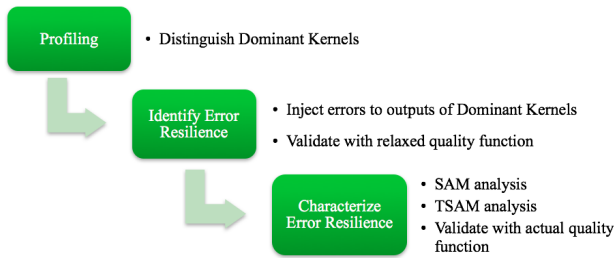 Profiling
• Distinguish Dominant Kernels
Identify Error
Resilience
• Inject errors to outputs of Dominant Kernels
• Validate with relaxed quality function
Characterize
Error Resilience
• SAM analysis
• TSAM analysis
• Validate with actual quality
function